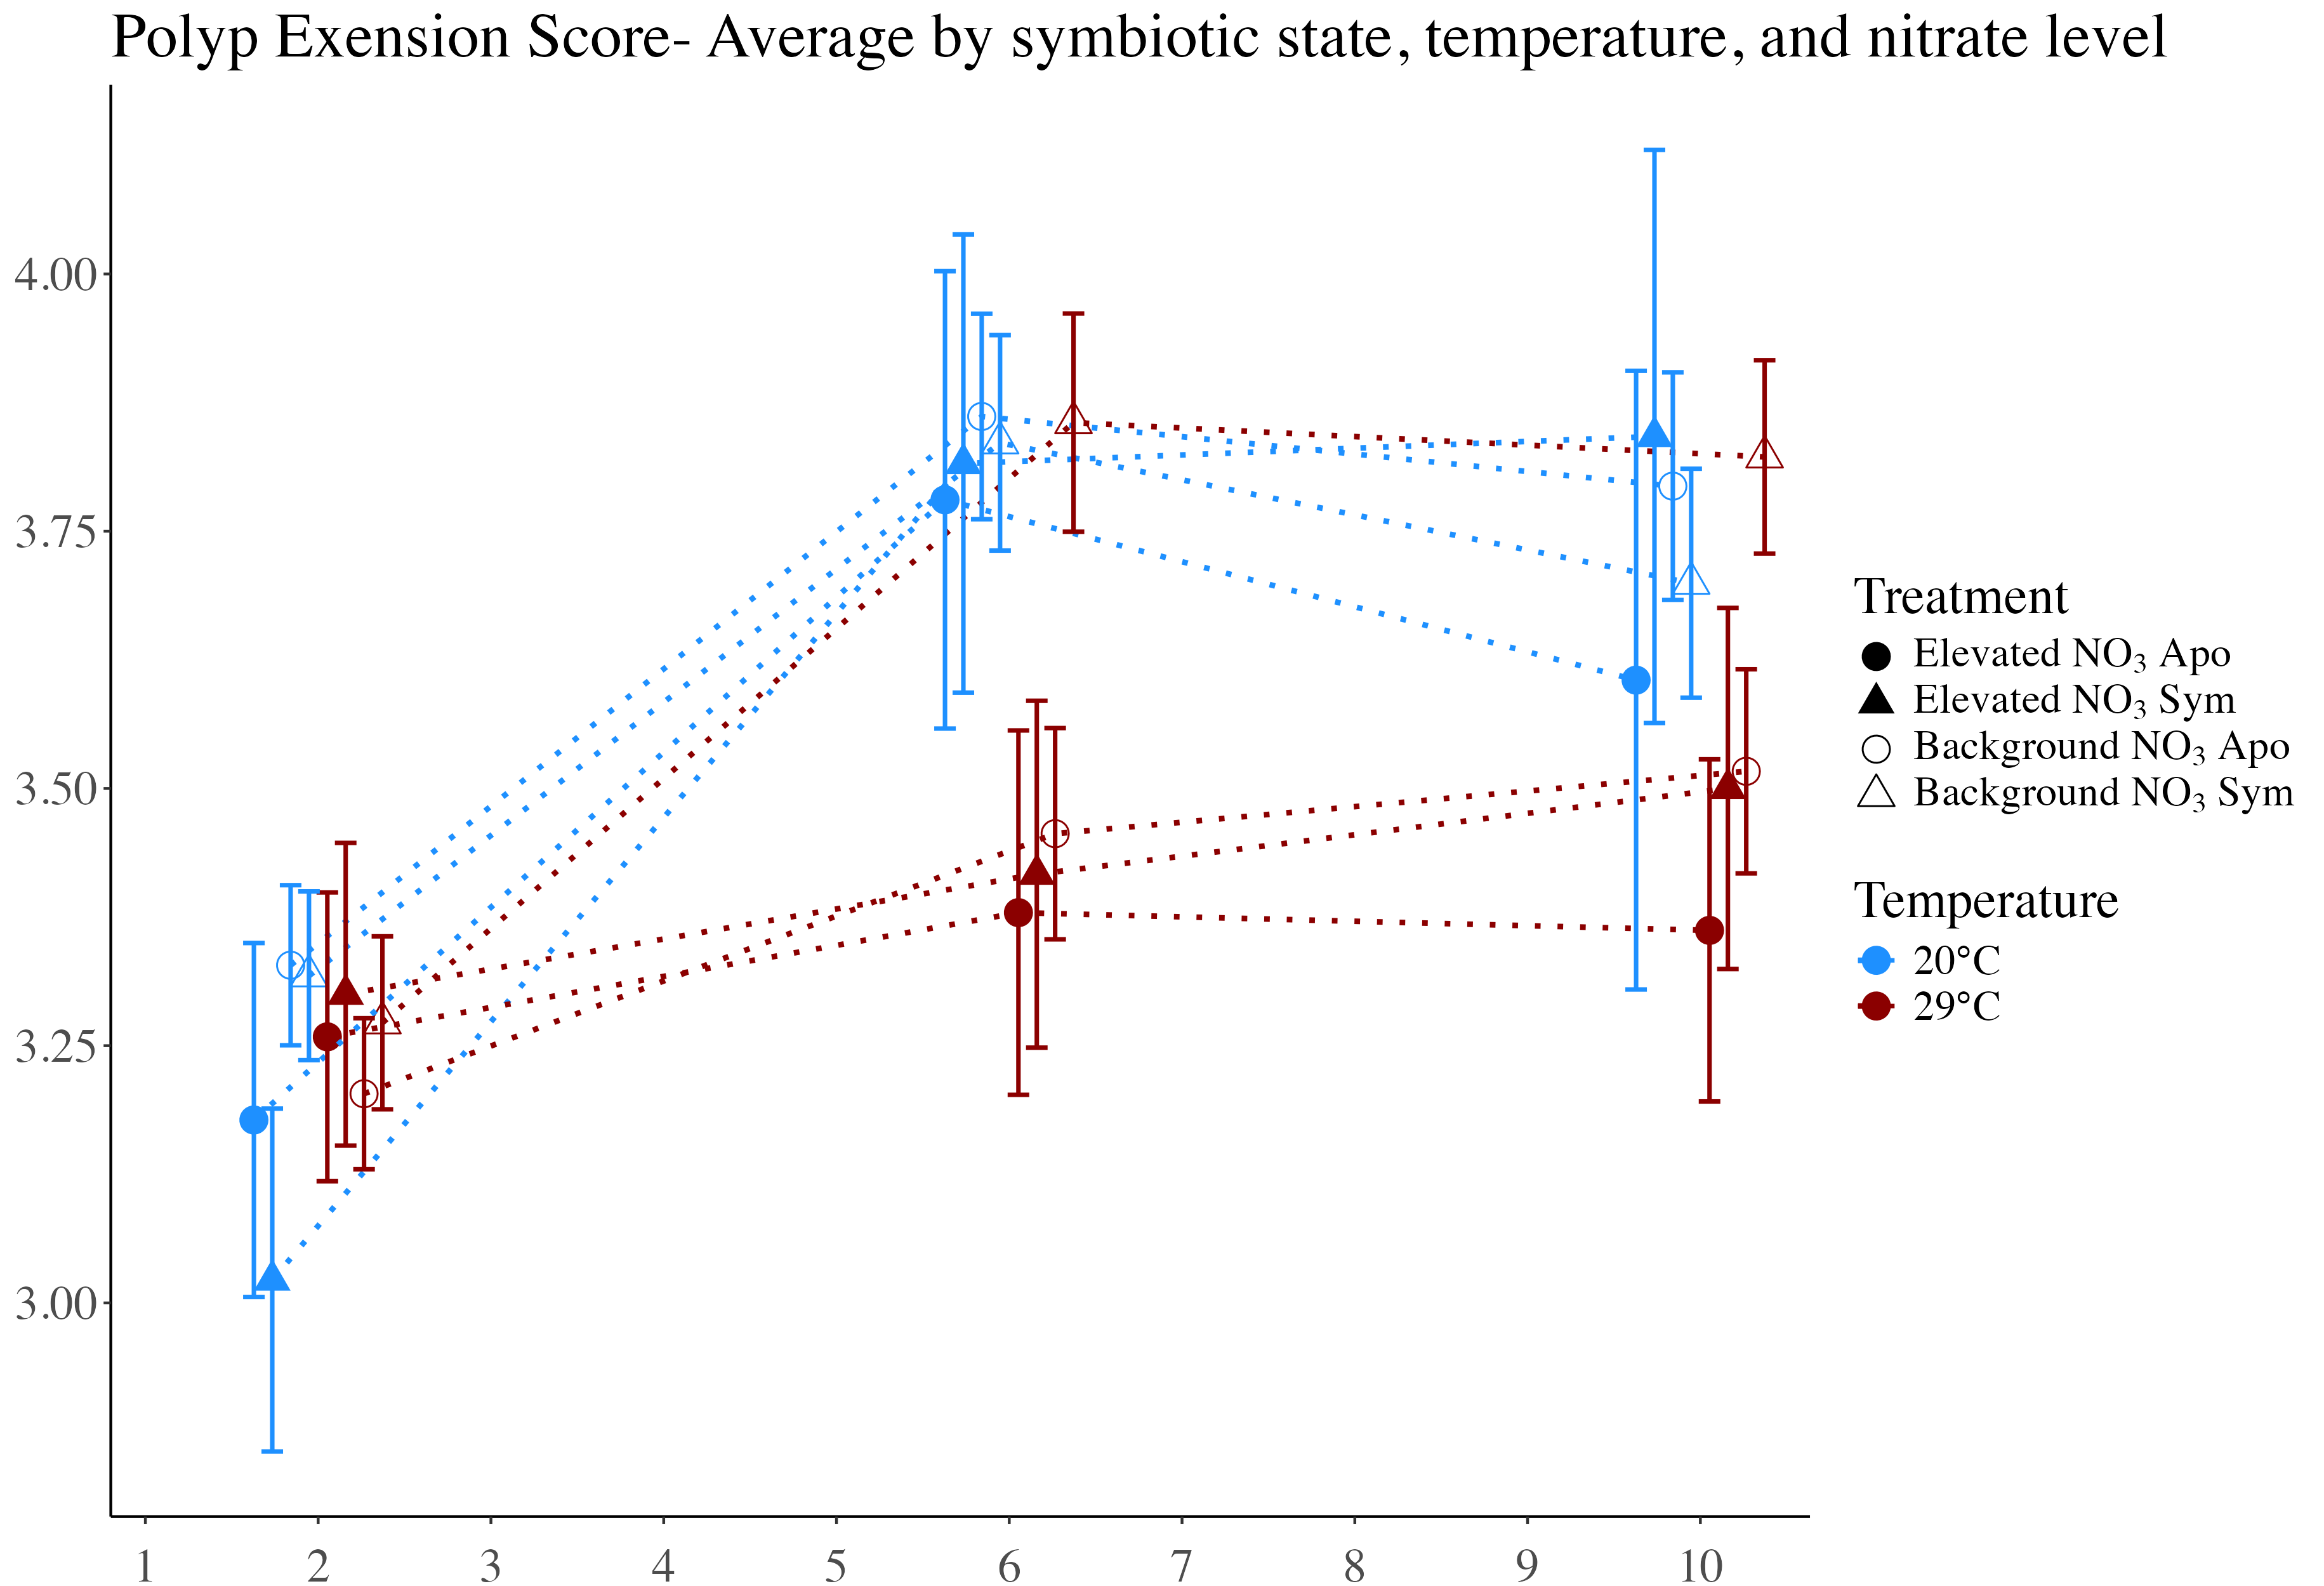 Polyp Exension Score- Average by symbiotic state, temperature, and nitrate level
4.00
3.75
3.50
3.25
3.00
1 2 3 4 5 6 7 8 9 10
Treatment
Elevated NO₃ Apo
Elevated NO₃ Sym
Background NO₃ Apo
Background NO₃ Sym
Temperature
20°C
29°C